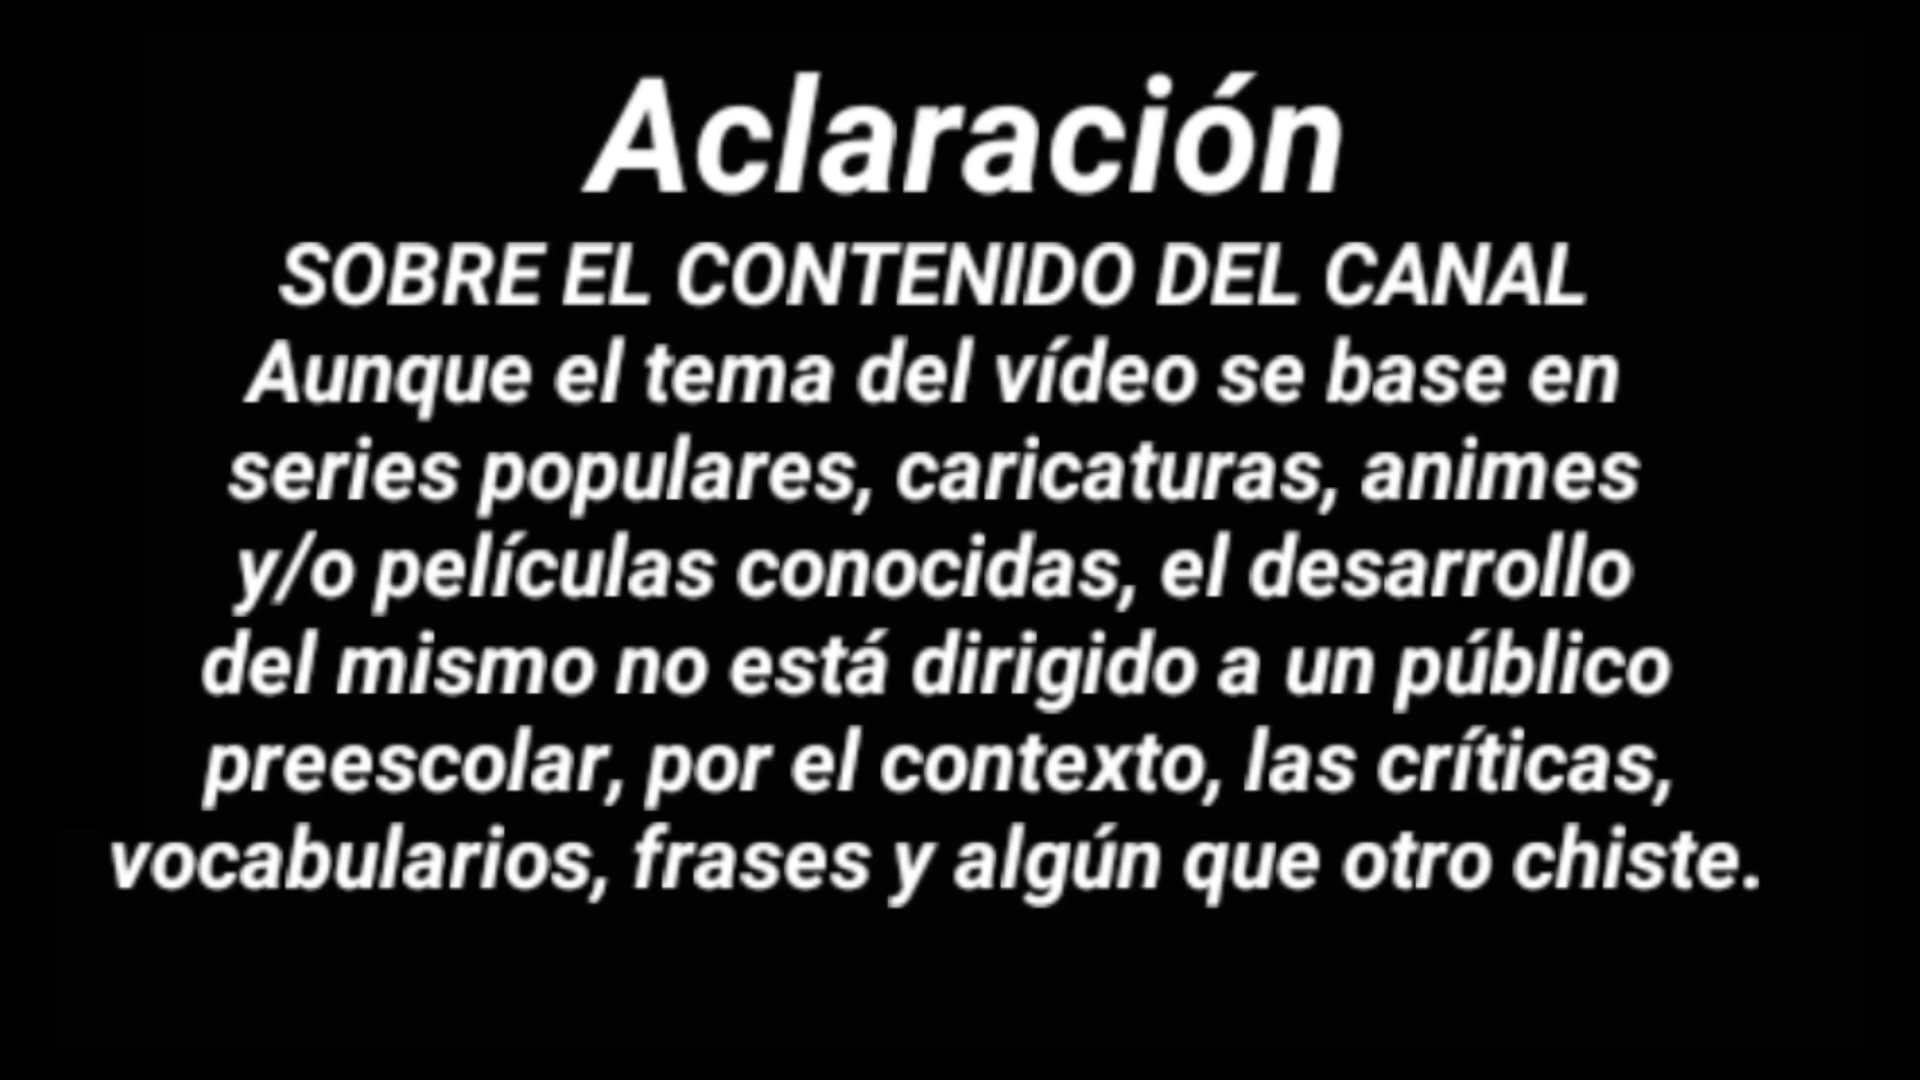 Aclaración
SOBRE EL CONTENIDO DEL CANAL
Aunque el tema del vídeo se base en
series populares, caricaturas, animes
y/o películas conocidas, el desarrollo
del mismo no está dirigido a un público
preescolar, por el contexto, las críticas,
vocabularios, frases y algún que otro chiste.